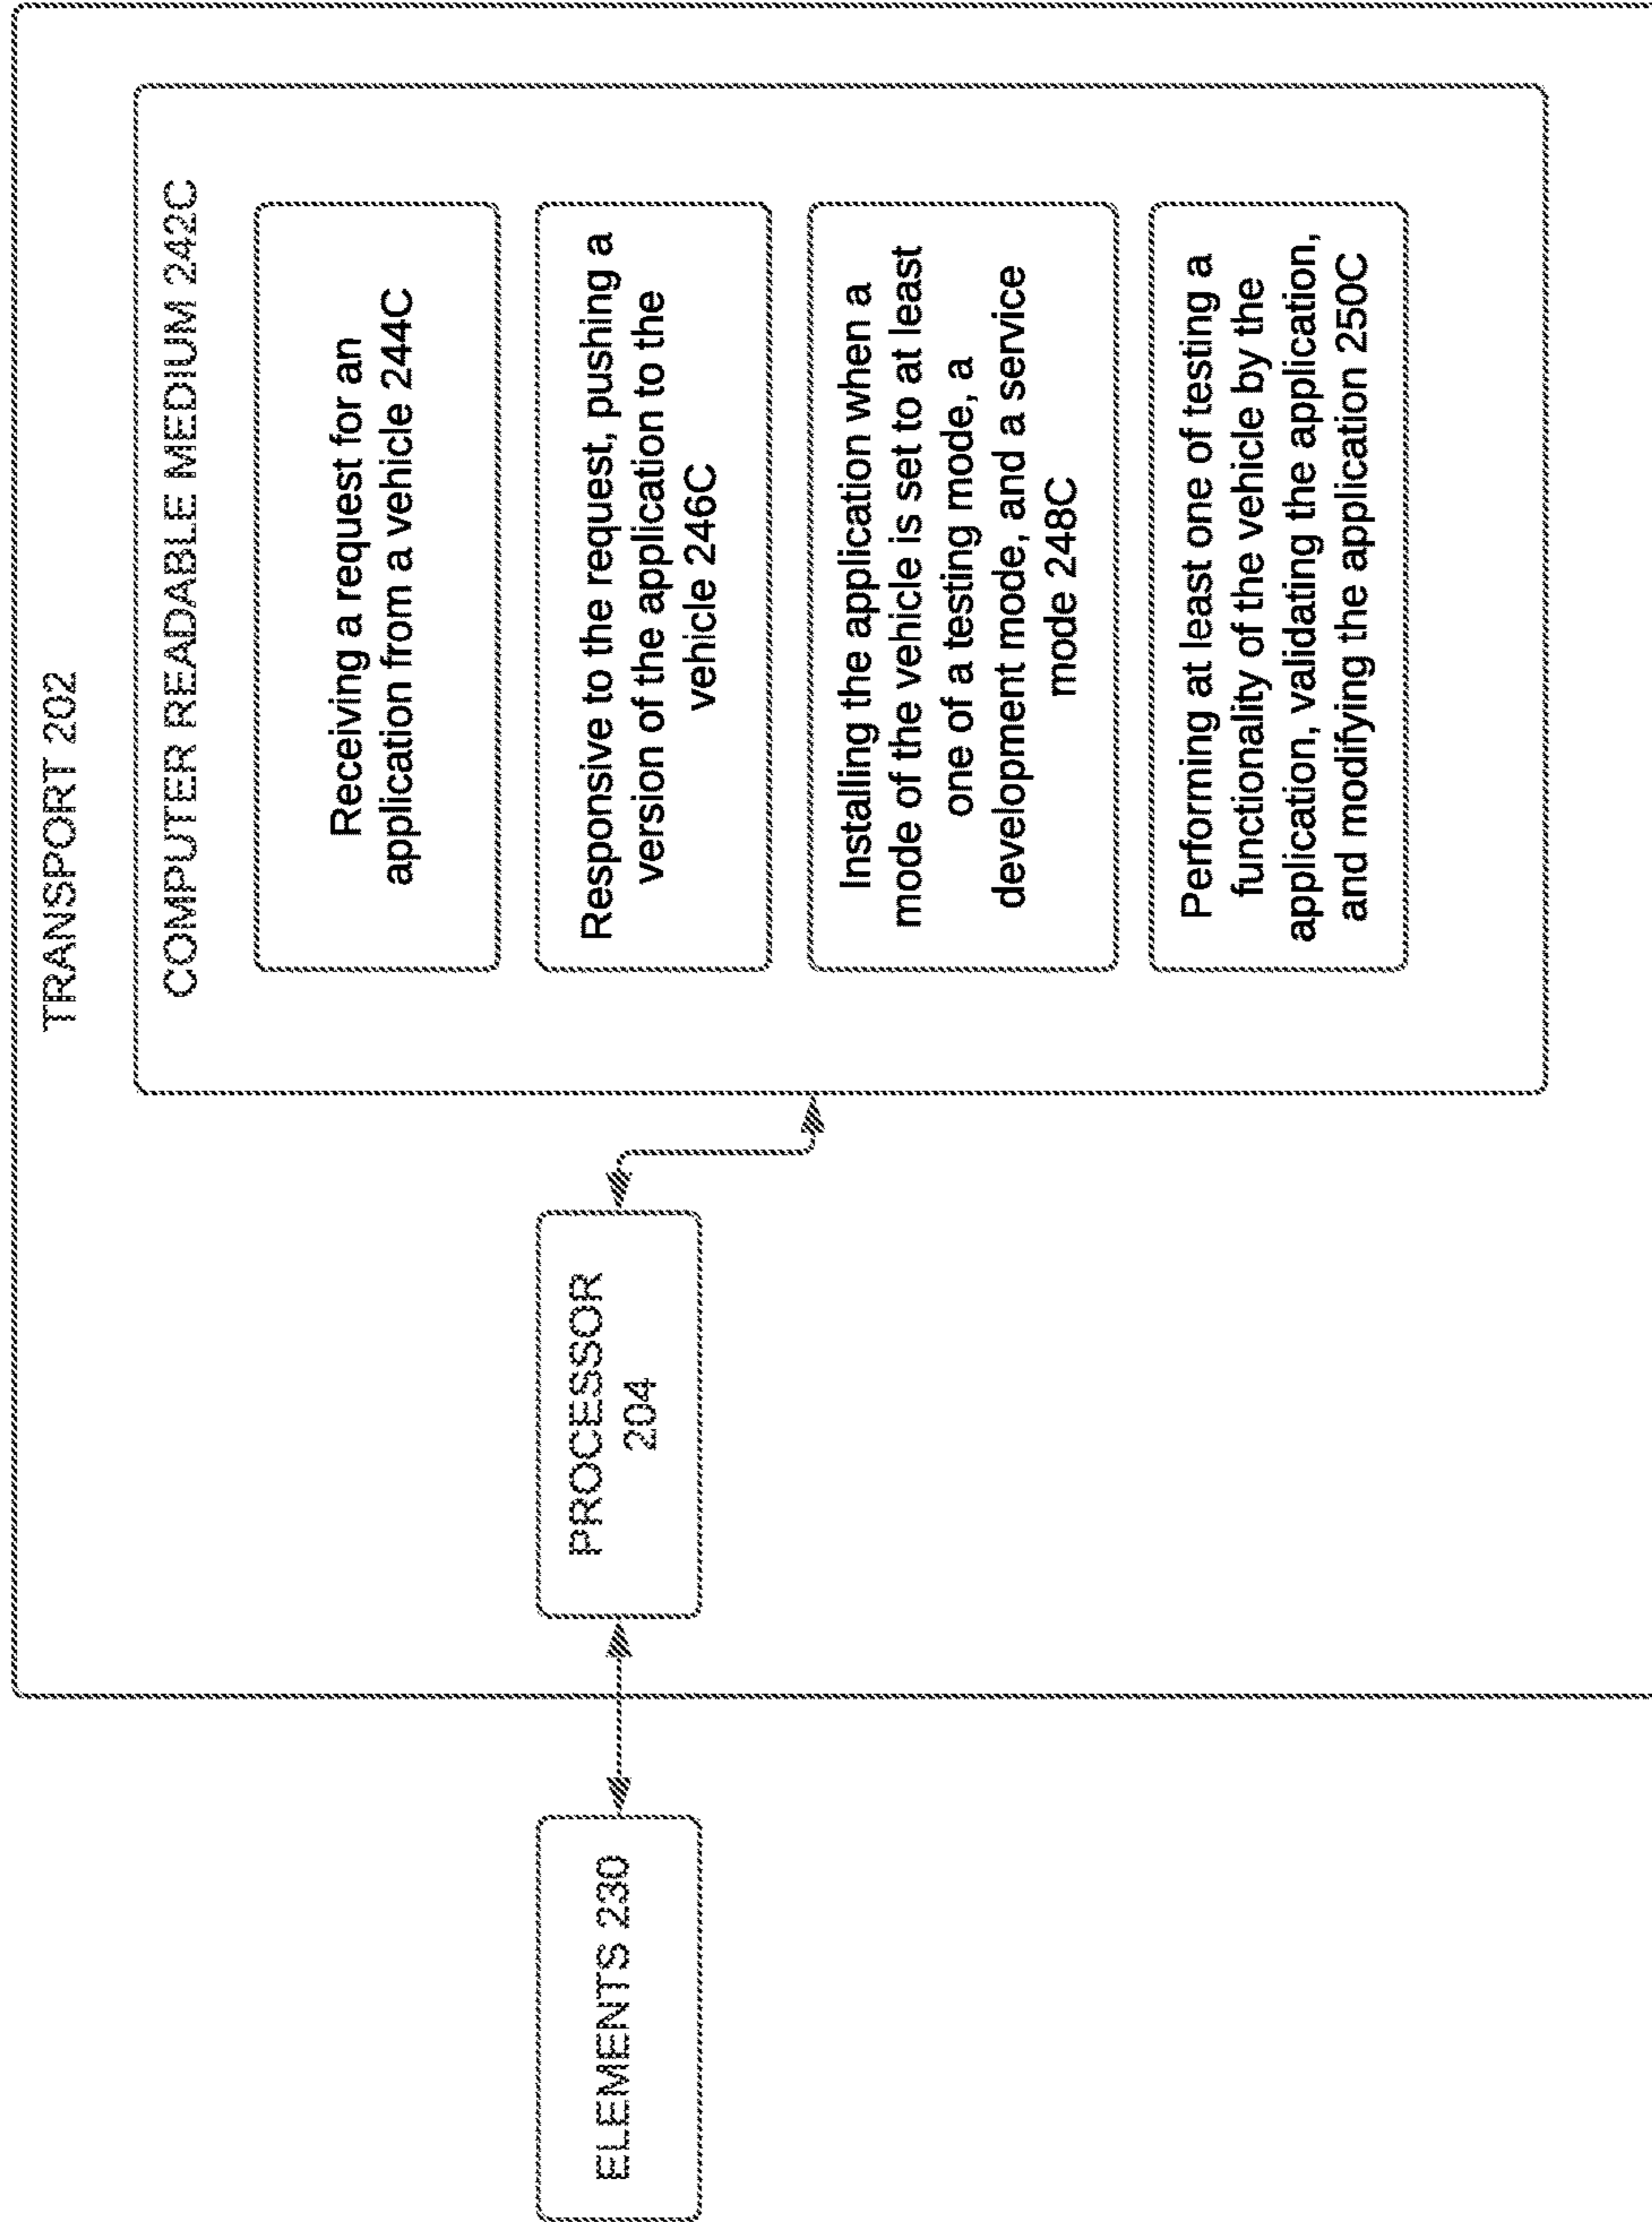 TRANSPORT 202
COMPUTER READABLE MEDIUM 242C
Receiving a request for an
application from a vehicle 244C
Responsive to the request, pushing a
version of the application to the
vehicle 246C
Installing the application when a
mode of the vehicle is set to at least
one of a testing mode, a
development mode, and a service
mode 248C
Performing at least one of testing a
functionality of the vehicle by the
application, validating the application,
and modifying the application 250C
PROCESSOR
204
ELEMENTS 230